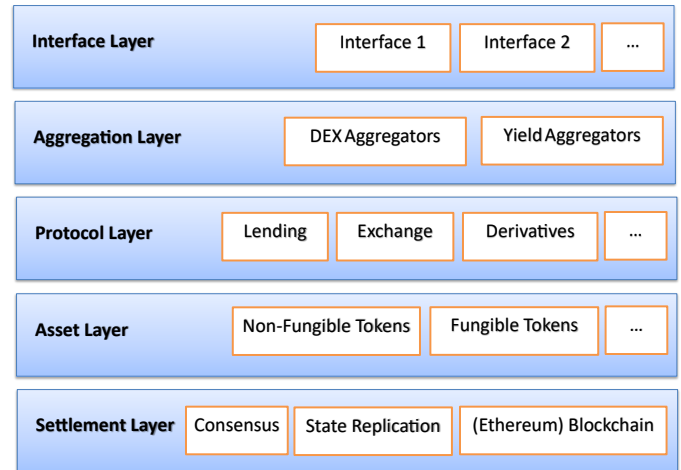 Interface Layer
Interface 1
Interface 2
...
Aggregation Layer
DEX Aggregators
Yield Aggregators
Protocol Layer
Lending
Exchange
Derivatives
...
Asset Layer
Non-Fungible Tokens
Fungible Tokens
...
Settlement Layer
Consensus
State Replication
(Ethereum) Blockchain